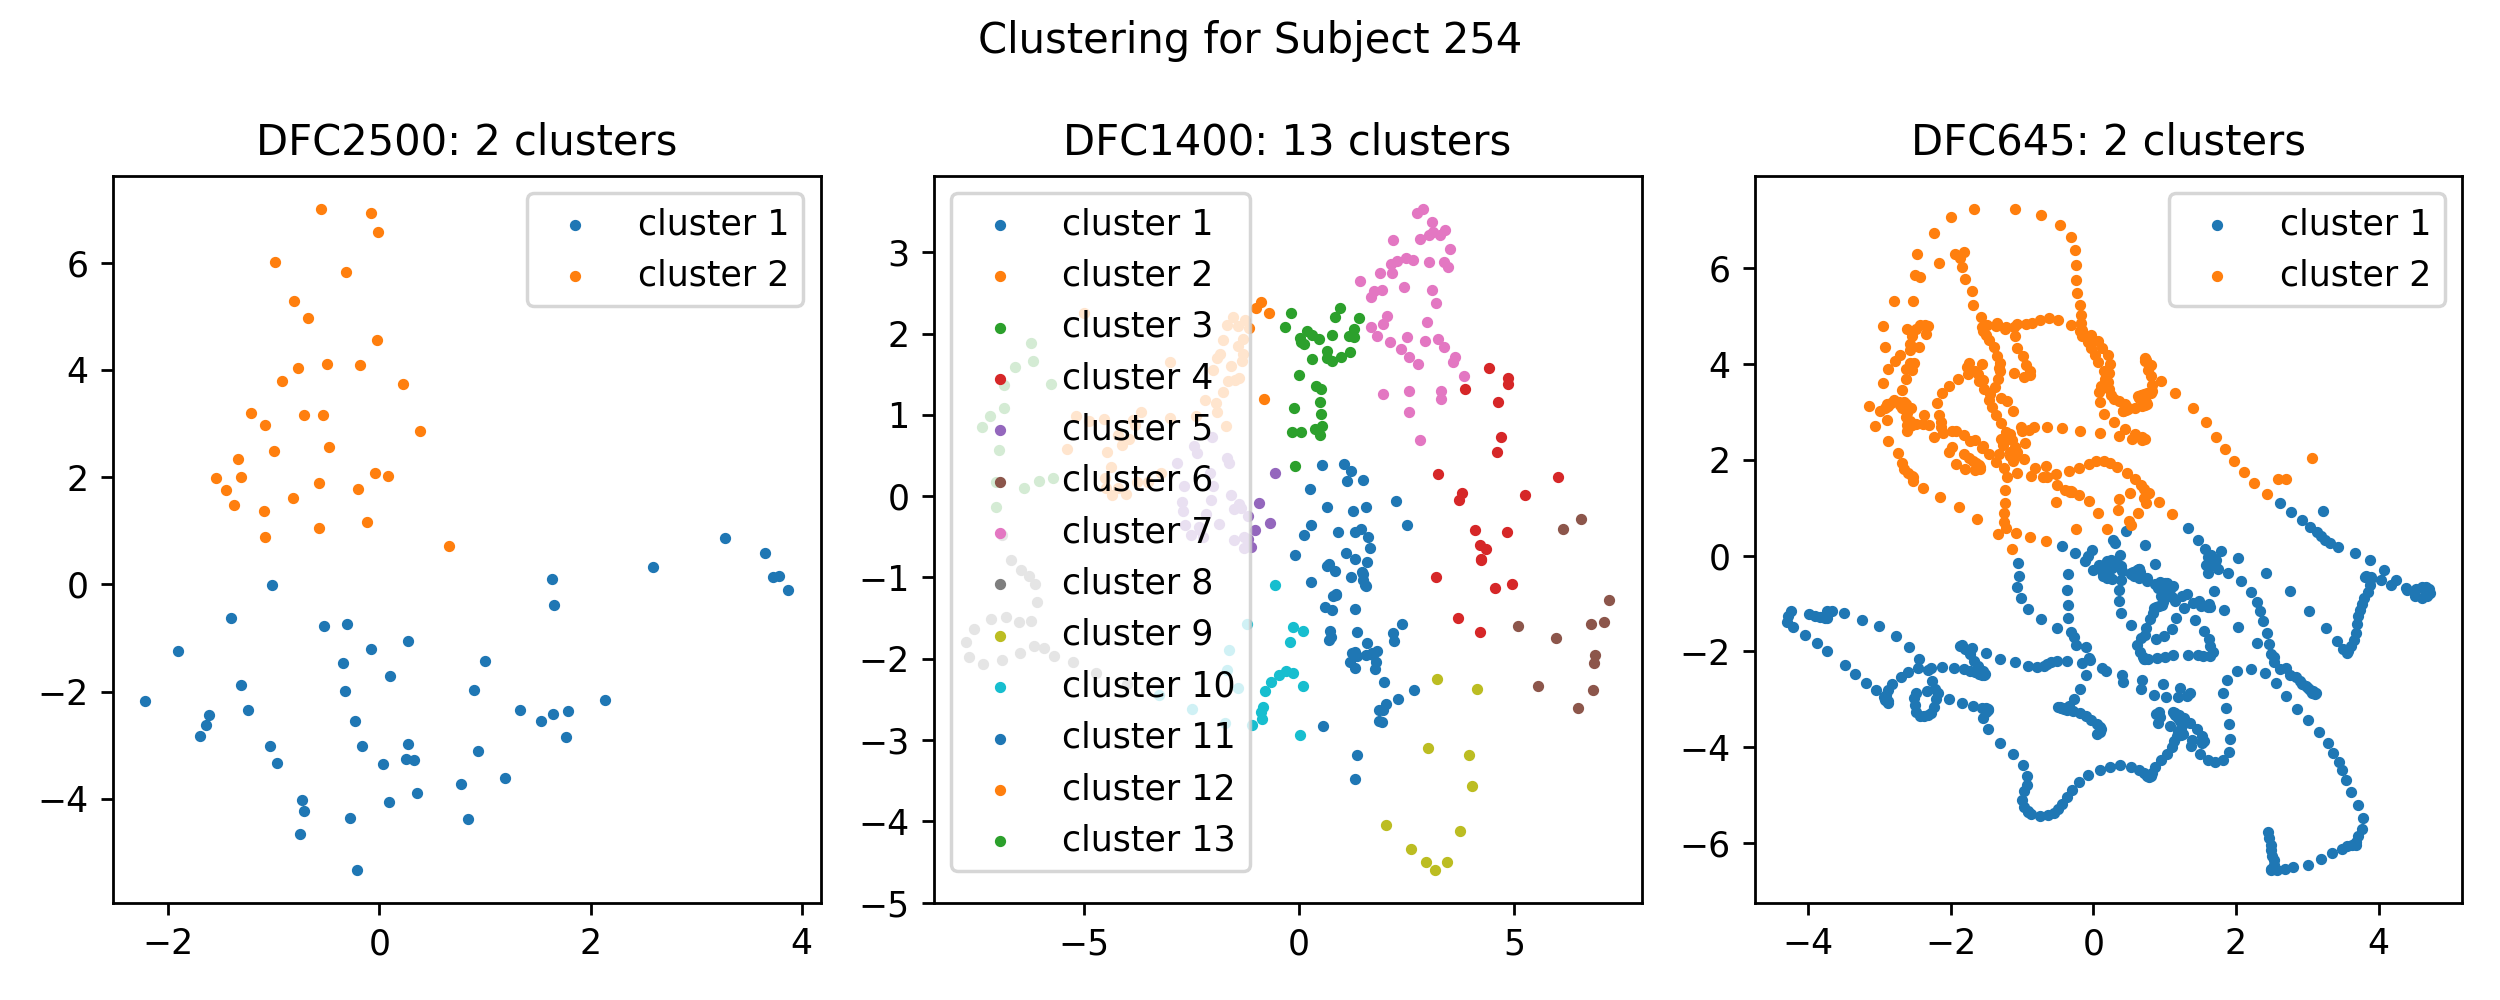 Clustering for Subject 254
DFC2500: 2 clusters
cluster 1
cluster 2
6
4
2
0
−2
−4
−2
0
2
4
DFC1400: 13 clusters
cluster 1
cluster 2
cluster 3
cluster 4
cluster 5
cluster 6
cluster 7
cluster 8
cluster 9
cluster 10
cluster 11
cluster 12
cluster 13
3
2
1
0
−1
−2
−3
−4
−5
−5
0
5
DFC645: 2 clusters
cluster 1
cluster 2
6
4
2
0
−2
−4
−6
−4
−2
0
2
4